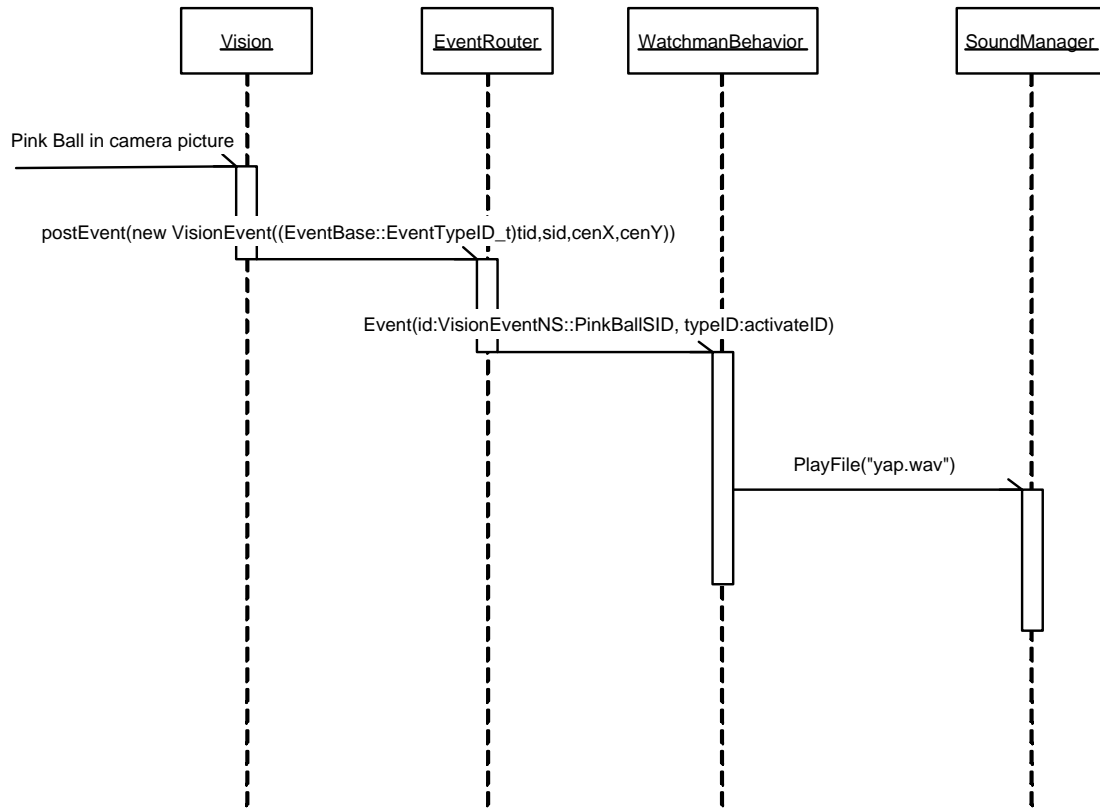 Vision
EventRouter
WatchmanBehavior
SoundManager
Pink Ball in camera picture
postEvent(new VisionEvent((EventBase::EventTypeID_t)tid,sid,cenX,cenY))
Event(id:VisionEventNS::PinkBallSID, typeID:activateID)
PlayFile("yap.wav")